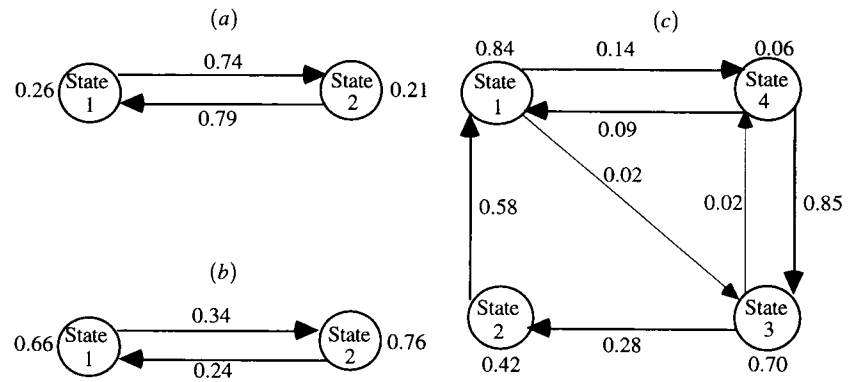 (a)
0.26 State 1 0.74 State 2 0.21
0.79
(b)
0.66 State 1 0.34 State 2 0.76
0.24
(c)
0.84 0.14 0.06
State 1 State 4
0.09
0.02
0.58 0.02 0.85
State 2 State 3
0.28
0.42 0.70